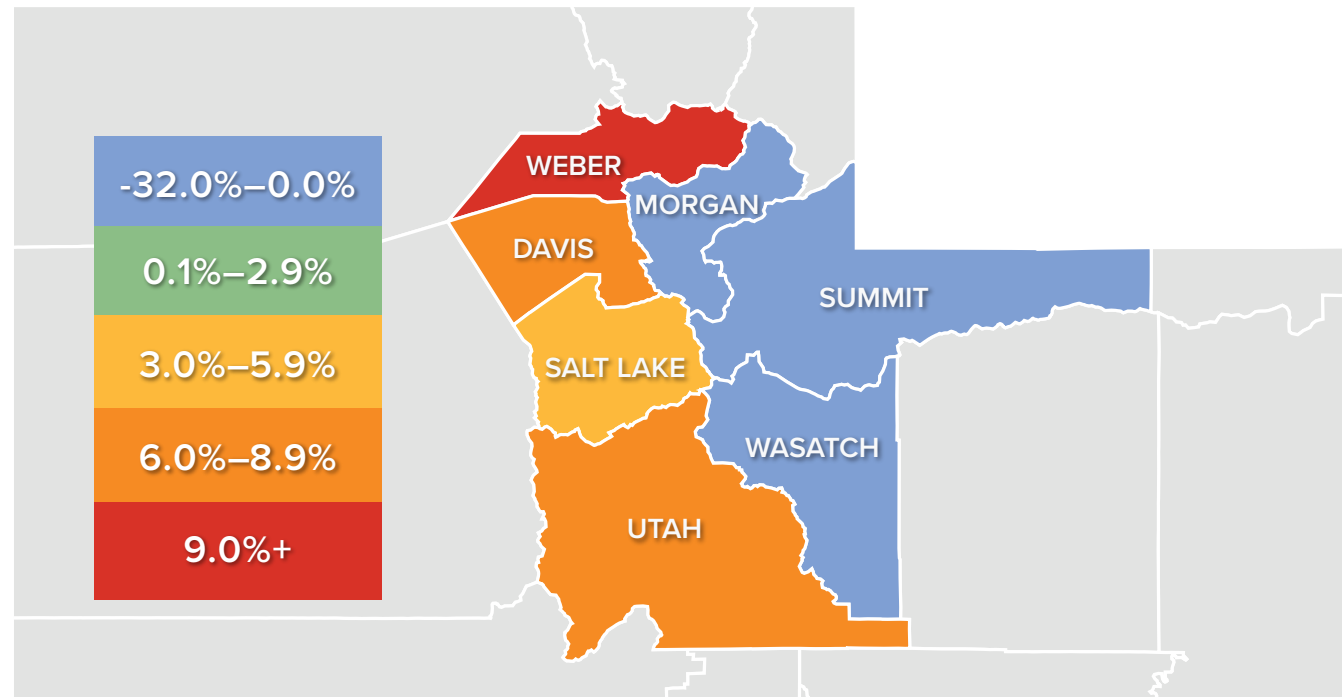 -32.0%–0.0%
0.1%–2.9%
3.0%–5.9%
6.0%–8.9%
9.0%+
WEBER
MORGAN
DAVIS
SUMMIT
SALT LAKE
WASATCH
UTAH